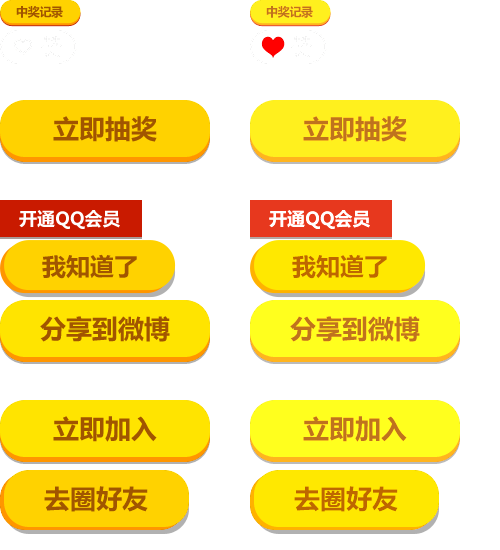 中奖记录 中奖记录
立即抽奖 立即抽奖
开通QQ会员 开通QQ会员
我知道了 我知道了
分享到微博 分享到微博
立即加入 立即加入
去圈好友 去圈好友